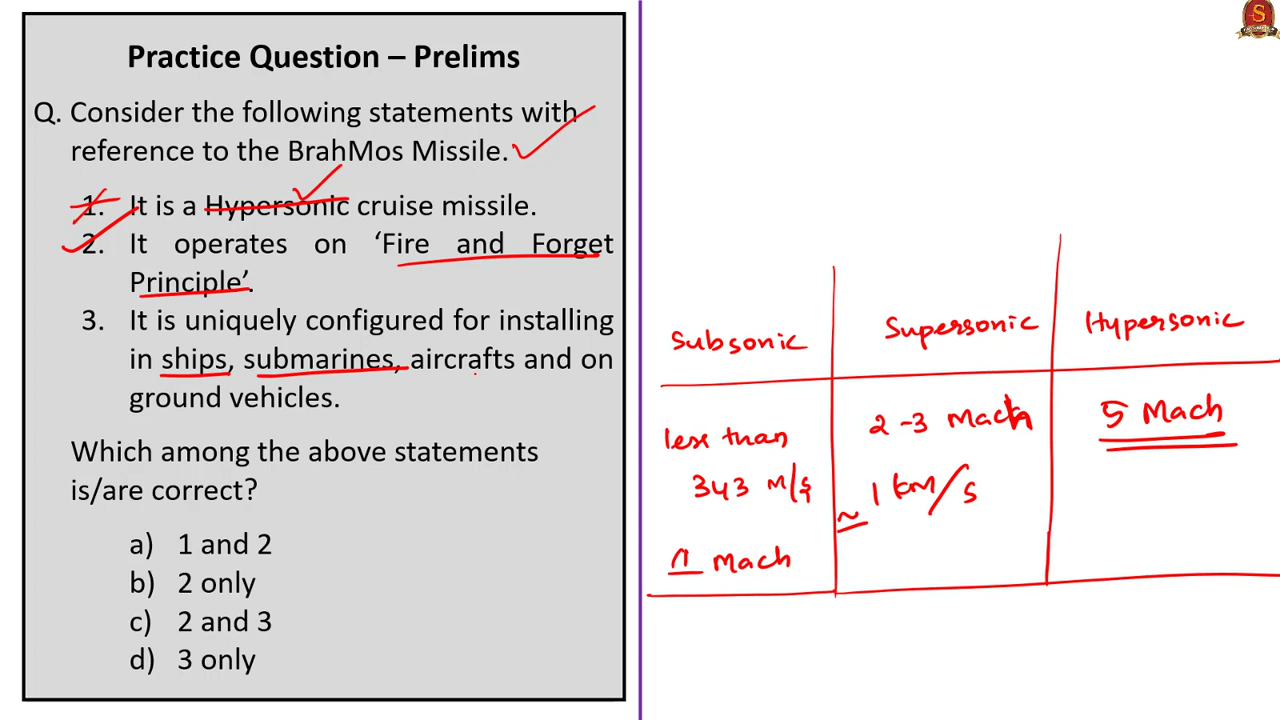 Practice Question – Prelims
Q. Consider the following statements with
reference to the BrahMos Missile.
1. It is a Hypersonic cruise missile.
2. It operates on ‘Fire and Forget
Principle’.
3. It is uniquely configured for installing
in ships, submarines, aircrafts and on
ground vehicles.
Which among the above statements
is/are correct?
a) 1 and 2
b) 2 only
c) 2 and 3
d) 3 only
S
Subsonic
less than
343 m/s
1 Mach
Supersonic
2-3 Mach
≈ 1 km/s
Hypersonic
5 Mach